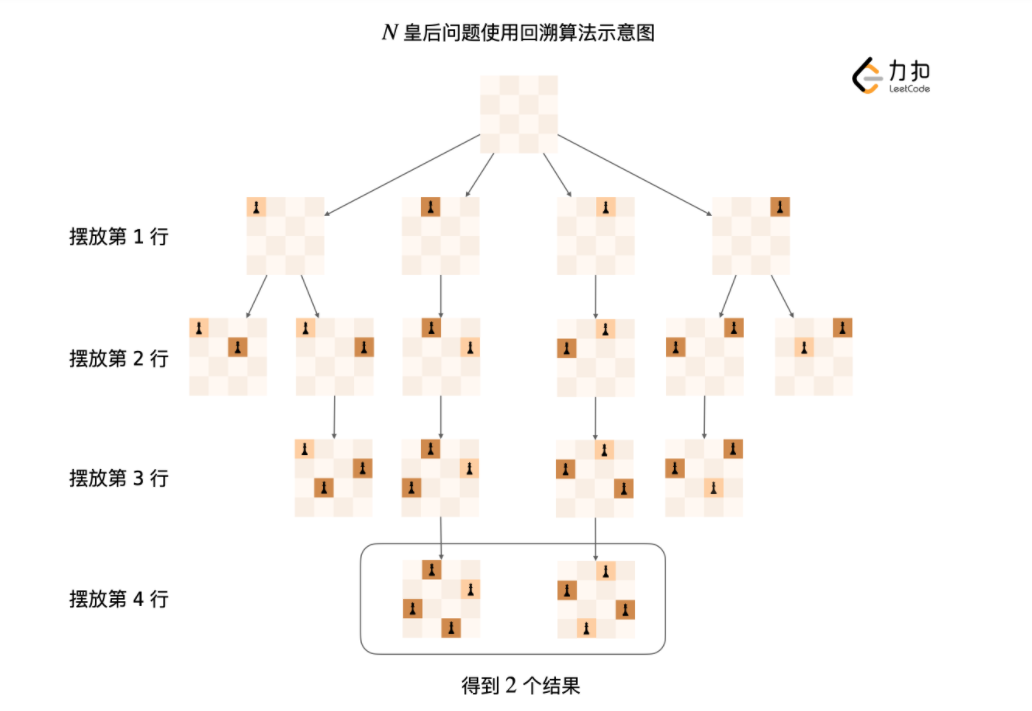 N 皇后问题使用回溯算法示意图
力扣
LeetCode
摆放第 1 行
摆放第 2 行
摆放第 3 行
摆放第 4 行
得到 2 个结果